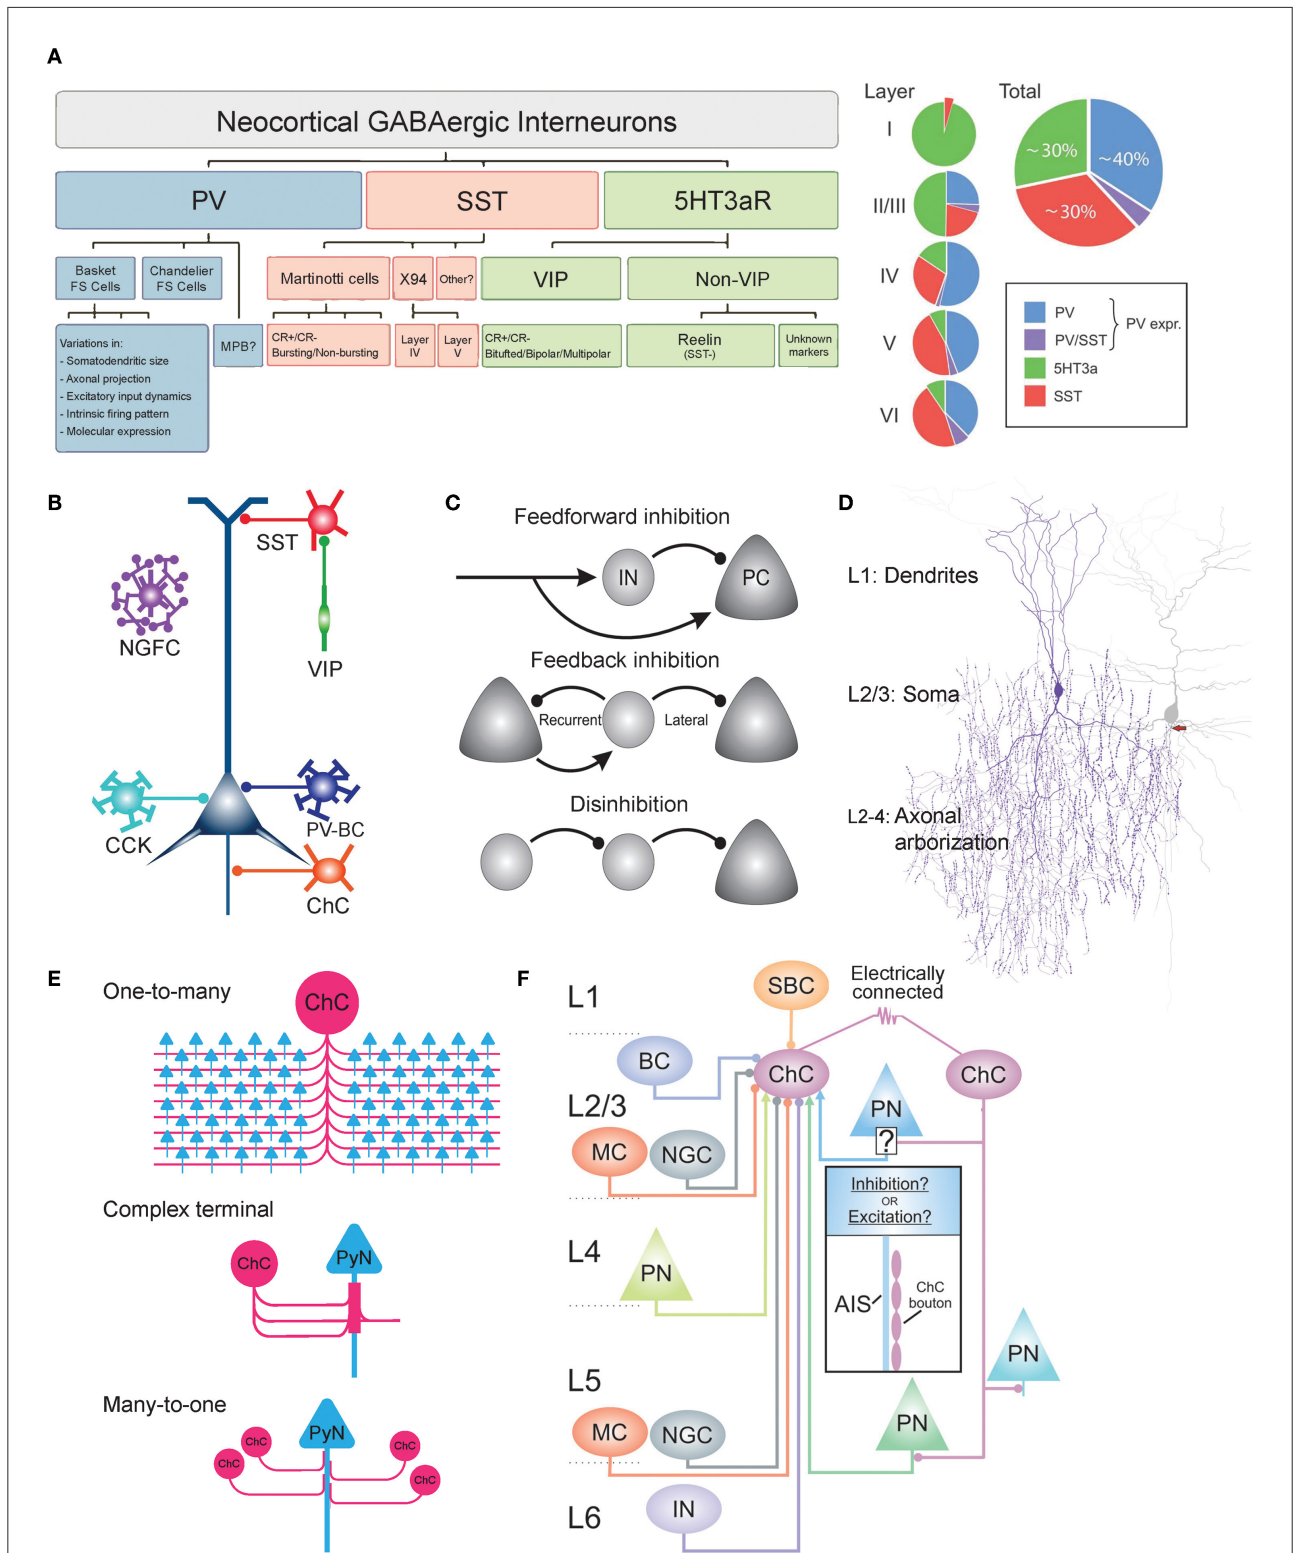 A
Neocortical GABAergic Interneurons
PV
SST
5HT3aR
Basket
FS Cells
Chandelier
FS Cells
Martinotti cells
X94
Other?
VIP
Non-VIP
Variations in:
- Somatodendritic size
- Axonal projection
- Excitatory input dynamics
- Intrinsic firing pattern
- Molecular expression
MPB?
CR+/CR-
Bursting/Non-bursting
Layer
IV
Layer
V
CR+/CR-
Bitufted/Bipolar/Multipolar
Reelin
(SST-)
Unknown
markers
Layer
I
II/III
IV
V
VI
Total
~30%
~40%
~30%
PV
PV/SST
PV expr.
5HT3a
SST
B
SST
NGFC
VIP
CCK
PV-BC
ChC
C
Feedforward inhibition
IN
PC
Feedback inhibition
Recurrent
Lateral
Disinhibition
D
L1: Dendrites
L2/3: Soma
L2-4: Axonal
arborization
E
One-to-many
ChC
Complex terminal
ChC
PyN
Many-to-one
PyN
ChC
ChC
ChC
ChC
F
L1
SBC
Electrically
connected
BC
ChC
ChC
L2/3
PN
?
MC
NGC
Inhibition?
OR
Excitation?
L4
PN
AIS
ChC
bouton
L5
PN
PN
MC
NGC
L6
IN